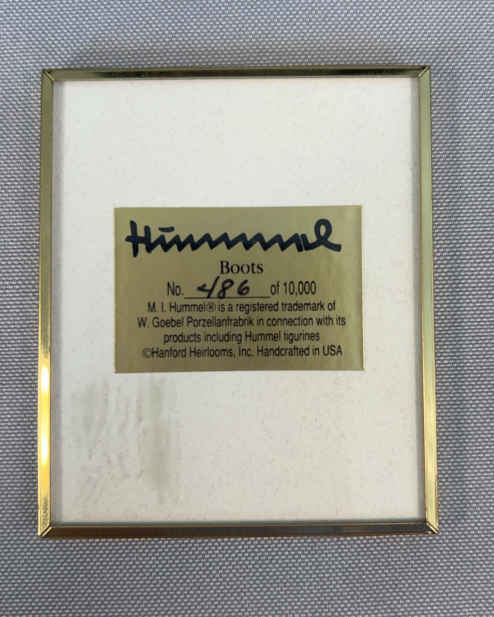 Hummel
Boots
No. 486 of 10,000
M. I. Hummel® is a registered trademark of
W. Goebel Porzellanfrabrik in connection with its
products including Hummel figurines
©Hanford Heirlooms, Inc. Handcrafted in USA